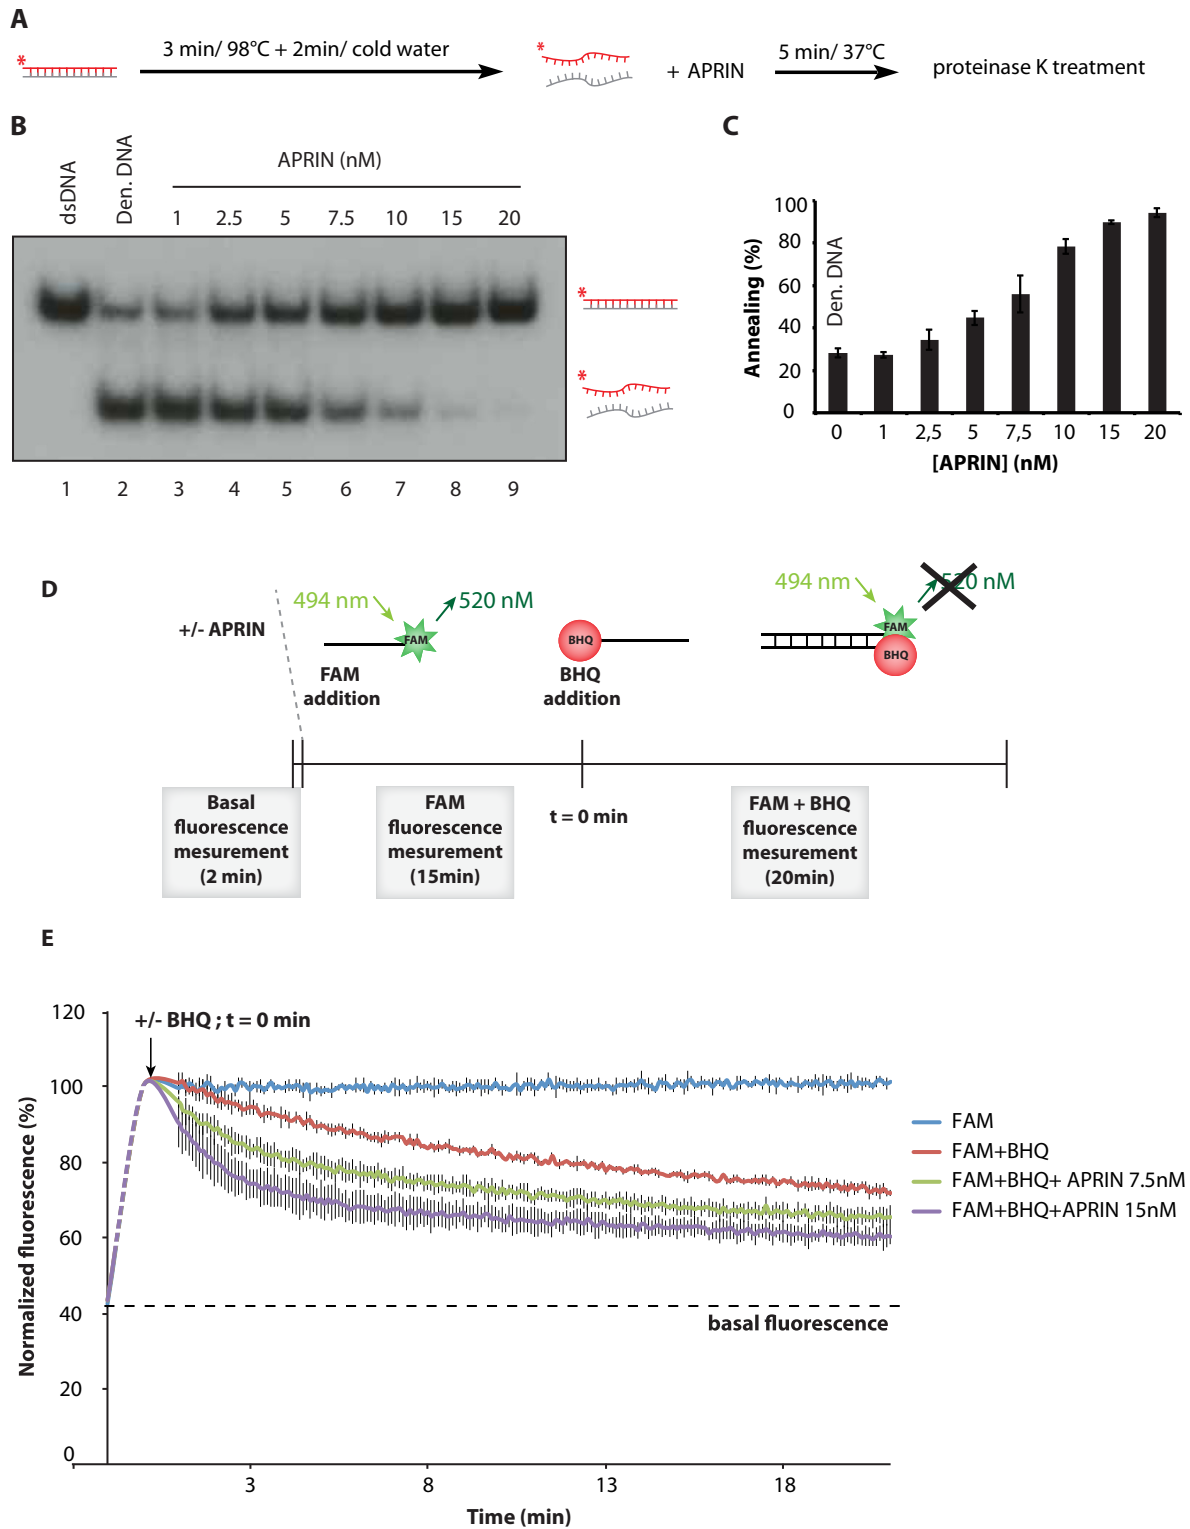 A
3 min/ 98°C + 2min/ cold water
5 min/ 37°C
*
*
+ APRIN
proteinase K treatment
B
dsDNA
Den. DNA
APRIN (nM)
1 2.5 5 7.5 10 15 20
*
*
1 2 3 4 5 6 7 8 9
C
Annealing (%)
100
80
60
40
20
0
Den. DNA
0 1 2,5 5 7,5 10 15 20
[APRIN] (nM)
D
+/- APRIN
494 nm
520 nM
FAM
FAM
addition
BHQ
BHQ
addition
494 nm
520 nM
FAM
BHQ
Basal
fluorescence
mesurement
(2 min)
FAM
fluorescence
mesurement
(15min)
t = 0 min
FAM + BHQ
fluorescence
mesurement
(20min)
E
Normalized fluorescence (%)
120
100
80
60
40
20
0
+/- BHQ ; t = 0 min
FAM
FAM+BHQ
FAM+BHQ+ APRIN 7.5nM
FAM+BHQ+APRIN 15nM
basal fluorescence
3 8 13 18
Time (min)